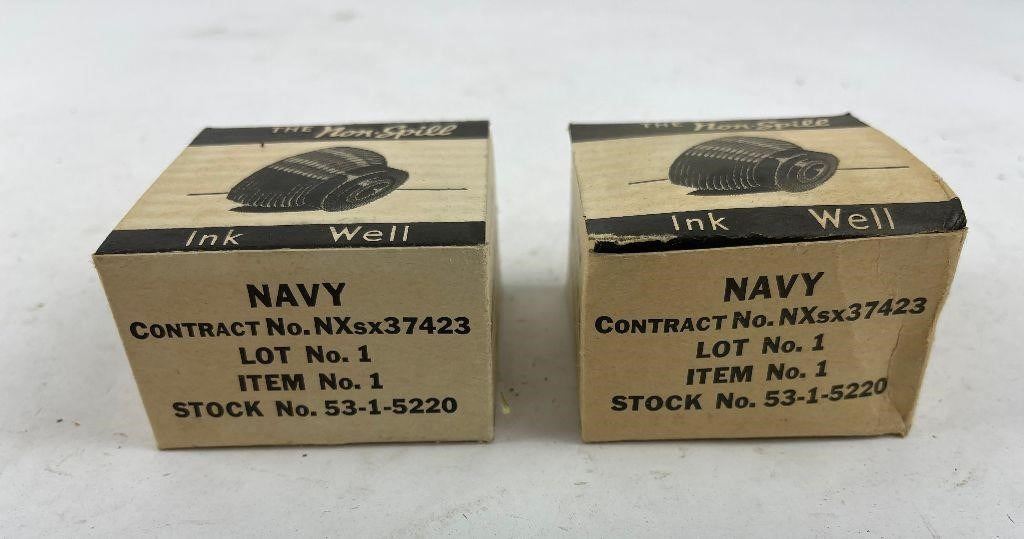 THE Non-Spill
Ink Well
NAVY
CONTRACT No. NXsx37423
LOT No. 1
ITEM No. 1
STOCK No. 53-1-5220
THE Non-Spill
Ink Well
NAVY
CONTRACT No. NXsx37423
LOT No. 1
ITEM No. 1
STOCK No. 53-1-5220